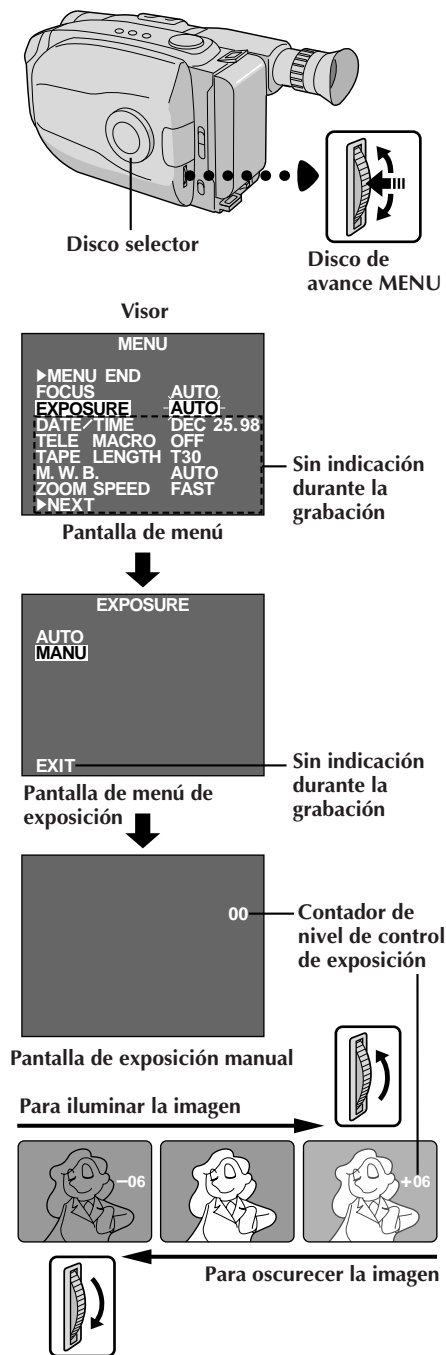 Disco selector
Disco de
avance MENU
Visor
MENU
▶MENU END
FOCUS AUTO
EXPOSURE AUTO
DATE/TIME DEC 25.98
TELE MACRO OFF
TAPE LENGTH T30
M. W. B. AUTO
ZOOM SPEED FAST
▶NEXT
Sin indicación
durante la
grabación
Pantalla de menú
EXPOSURE
AUTO
MANU
EXIT
Sin indicación
durante la
grabación
Pantalla de menú de
exposición
00
Contador de
nivel de control
de exposición
Pantalla de exposición manual
Para iluminar la imagen
–06
+06
Para oscurecer la imagen